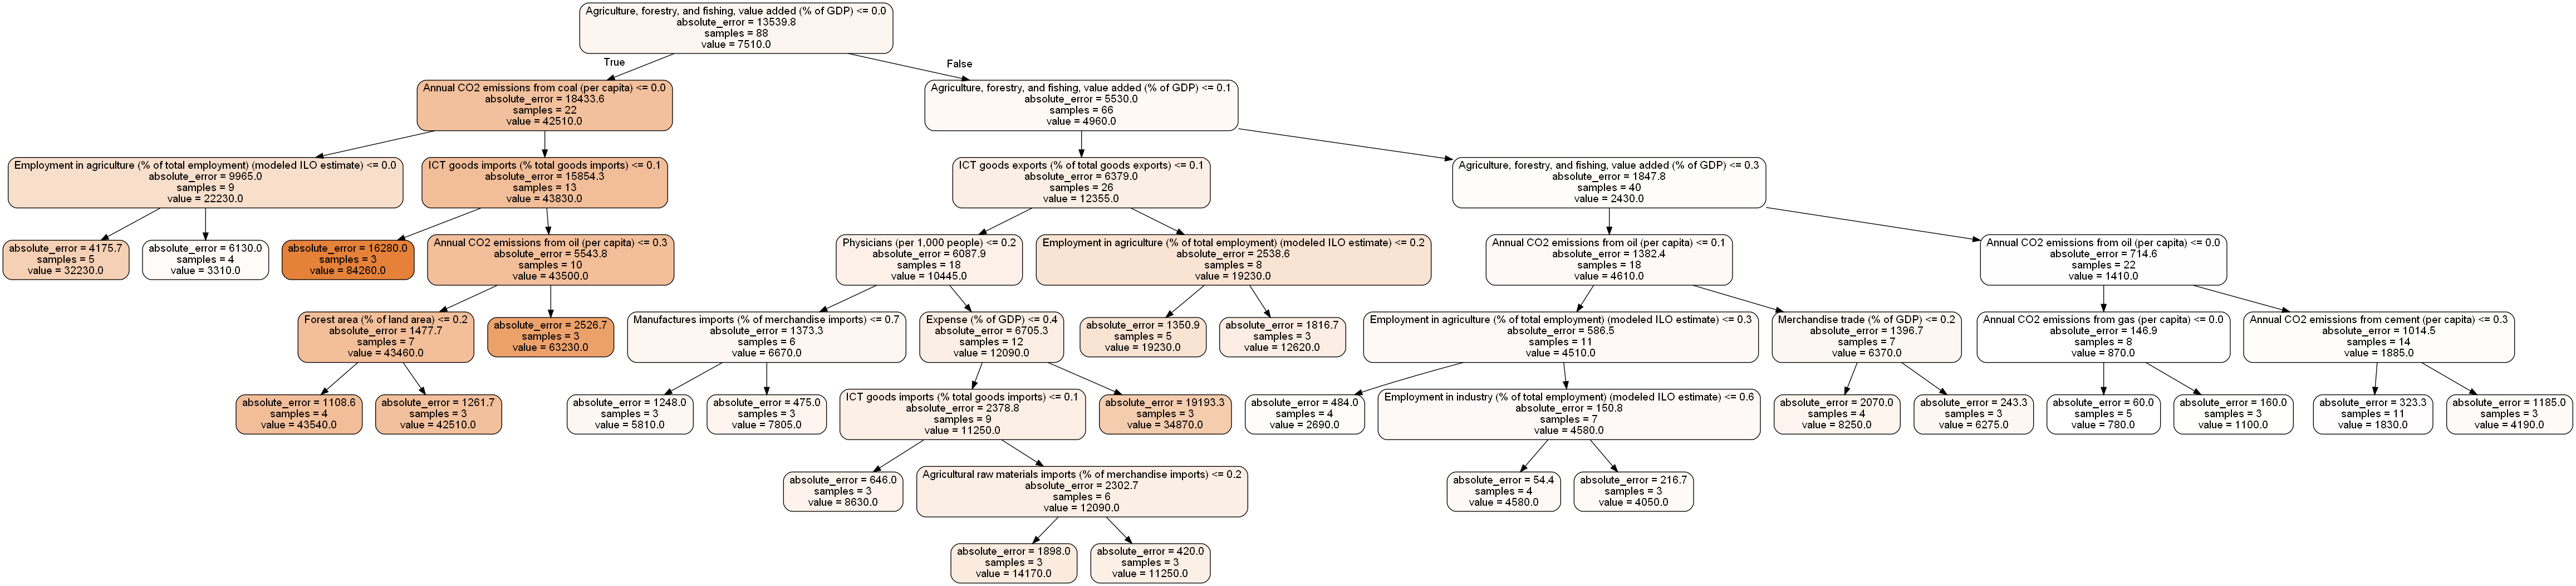 Agriculture, forestry, and fishing, value added (% of GDP) <= 0.0
absolute_error = 13539.8
samples = 88
value = 7510.0
True
False
Annual CO2 emissions from coal (per capita) <= 0.0
absolute_error = 18433.6
samples = 22
value = 42510.0
Agriculture, forestry, and fishing, value added (% of GDP) <= 0.1
absolute_error = 5530.0
samples = 66
value = 4960.0
Employment in agriculture (% of total employment) (modeled ILO estimate) <= 0.0
absolute_error = 9965.0
samples = 9
value = 22230.0
ICT goods imports (% total goods imports) <= 0.1
absolute_error = 15854.3
samples = 13
value = 43830.0
ICT goods exports (% of total goods exports) <= 0.1
absolute_error = 6379.0
samples = 26
value = 12355.0
Agriculture, forestry, and fishing, value added (% of GDP) <= 0.3
absolute_error = 1847.8
samples = 40
value = 2430.0
absolute_error = 4175.7
samples = 5
value = 32230.0
absolute_error = 6130.0
samples = 4
value = 3310.0
absolute_error = 16280.0
samples = 3
value = 84260.0
Annual CO2 emissions from oil (per capita) <= 0.3
absolute_error = 5543.8
samples = 10
value = 43500.0
Physicians (per 1,000 people) <= 0.2
absolute_error = 6087.9
samples = 18
value = 10445.0
Employment in agriculture (% of total employment) (modeled ILO estimate) <= 0.2
absolute_error = 2538.6
samples = 8
value = 19230.0
Annual CO2 emissions from oil (per capita) <= 0.1
absolute_error = 1382.4
samples = 18
value = 4610.0
Annual CO2 emissions from oil (per capita) <= 0.0
absolute_error = 714.6
samples = 22
value = 1410.0
Forest area (% of land area) <= 0.2
absolute_error = 1477.7
samples = 7
value = 43460.0
absolute_error = 2526.7
samples = 3
value = 63230.0
Manufactures imports (% of merchandise imports) <= 0.7
absolute_error = 1373.3
samples = 6
value = 6670.0
Expense (% of GDP) <= 0.4
absolute_error = 6705.3
samples = 12
value = 12090.0
absolute_error = 1350.9
samples = 5
value = 19230.0
absolute_error = 1816.7
samples = 3
value = 12620.0
Employment in agriculture (% of total employment) (modeled ILO estimate) <= 0.3
absolute_error = 586.5
samples = 11
value = 4510.0
Merchandise trade (% of GDP) <= 0.2
absolute_error = 1396.7
samples = 7
value = 6370.0
Annual CO2 emissions from gas (per capita) <= 0.0
absolute_error = 146.9
samples = 8
value = 870.0
Annual CO2 emissions from cement (per capita) <= 0.3
absolute_error = 1014.5
samples = 14
value = 1885.0
absolute_error = 1108.6
samples = 4
value = 43540.0
absolute_error = 1261.7
samples = 3
value = 42510.0
absolute_error = 1248.0
samples = 3
value = 5810.0
absolute_error = 475.0
samples = 3
value = 7805.0
ICT goods imports (% total goods imports) <= 0.1
absolute_error = 2378.8
samples = 9
value = 11250.0
absolute_error = 19193.3
samples = 3
value = 34870.0
absolute_error = 484.0
samples = 4
value = 2690.0
Employment in industry (% of total employment) (modeled ILO estimate) <= 0.6
absolute_error = 150.8
samples = 7
value = 4580.0
absolute_error = 2070.0
samples = 4
value = 8250.0
absolute_error = 243.3
samples = 3
value = 6275.0
absolute_error = 60.0
samples = 5
value = 780.0
absolute_error = 160.0
samples = 3
value = 1100.0
absolute_error = 323.3
samples = 11
value = 1830.0
absolute_error = 1185.0
samples = 3
value = 4190.0
absolute_error = 646.0
samples = 3
value = 8630.0
Agricultural raw materials imports (% of merchandise imports) <= 0.2
absolute_error = 2302.7
samples = 6
value = 12090.0
absolute_error = 54.4
samples = 4
value = 4580.0
absolute_error = 216.7
samples = 3
value = 4050.0
absolute_error = 1898.0
samples = 3
value = 14170.0
absolute_error = 420.0
samples = 3
value = 11250.0